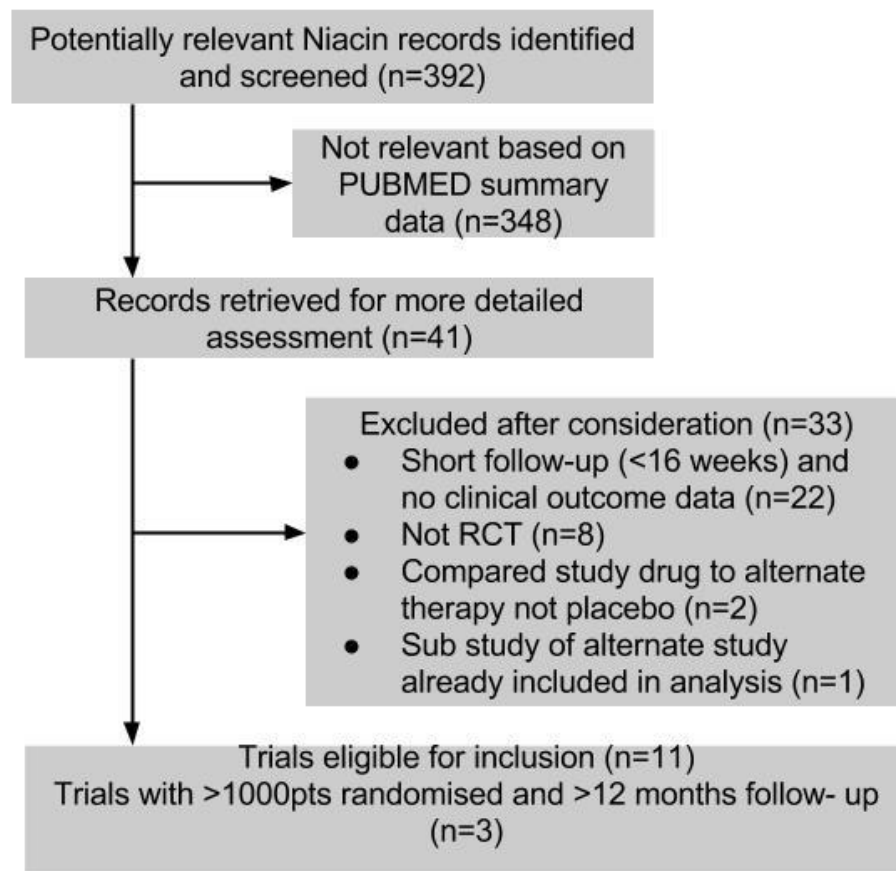 Potentially relevant Niacin records identified
and screened (n=392)
Not relevant based on
PUBMED summary
data (n=348)
Records retrieved for more detailed
assessment (n=41)
Excluded after consideration (n=33)
● Short follow-up (<16 weeks) and
no clinical outcome data (n=22)
● Not RCT (n=8)
● Compared study drug to alternate
therapy not placebo (n=2)
● Sub study of alternate study
already included in analysis (n=1)
Trials eligible for inclusion (n=11)
Trials with >1000pts randomised and >12 months follow- up
(n=3)